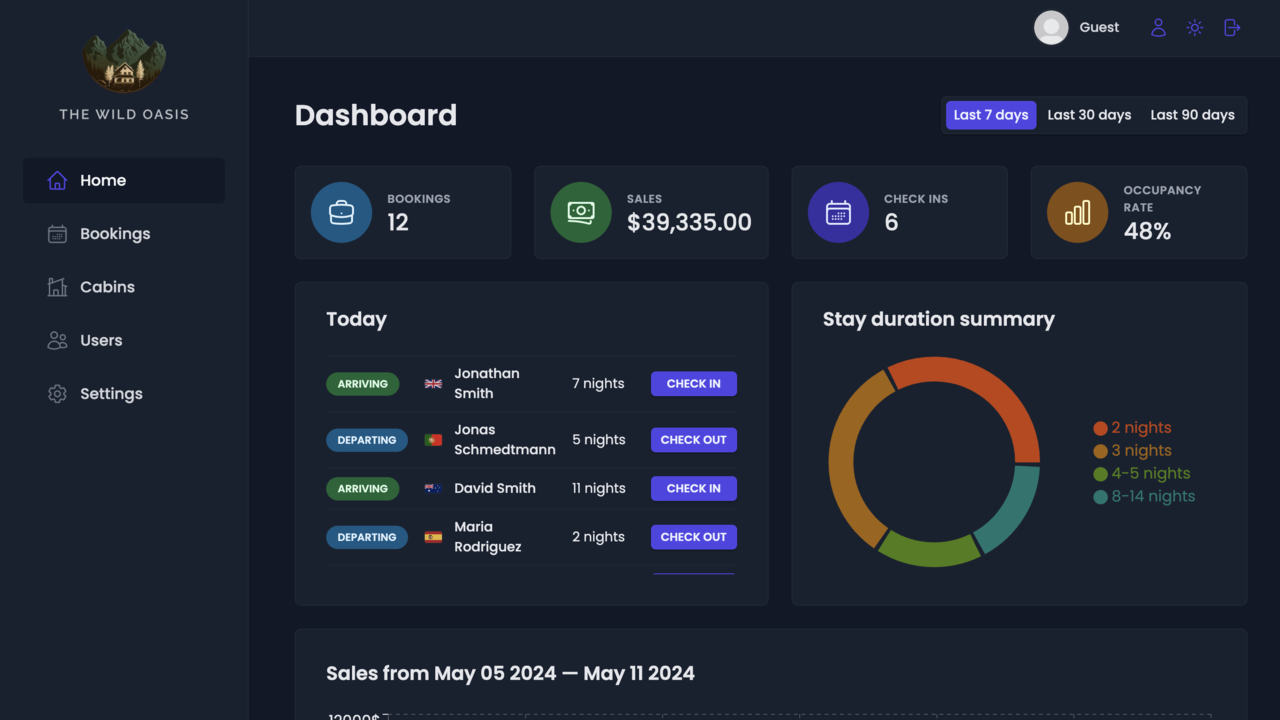 THE WILD OASIS
Home
Bookings
Cabins
Users
Settings
Guest
Dashboard
Last 7 days
Last 30 days
Last 90 days
BOOKINGS
12
SALES
$39,335.00
CHECK INS
6
OCCUPANCY
RATE
48%
Today
ARRIVING
Jonathan
Smith
7 nights
CHECK IN
DEPARTING
Jonas
Schmedtmann
5 nights
CHECK OUT
ARRIVING
David Smith
11 nights
CHECK IN
DEPARTING
Maria
Rodriguez
2 nights
CHECK OUT
Stay duration summary
2 nights
3 nights
4-5 nights
8-14 nights
Sales from May 05 2024 — May 11 2024
12000$